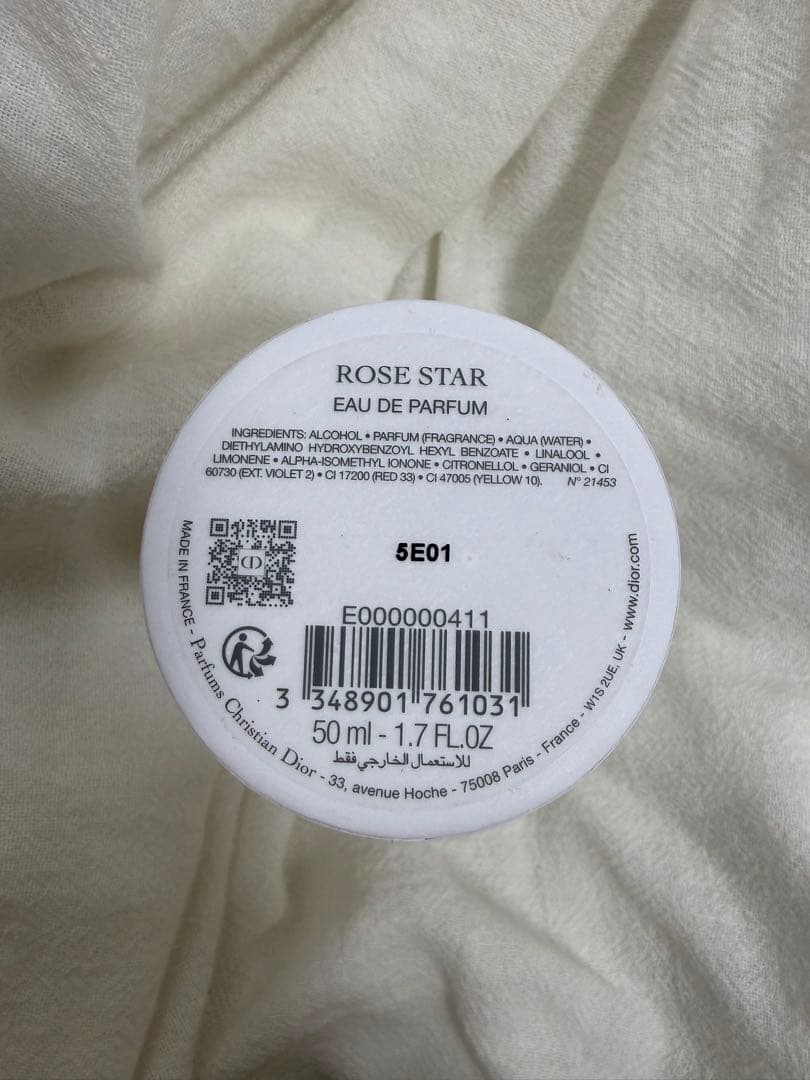 ROSE STAR
EAU DE PARFUM
INGREDIENTS: ALCOHOL • PARFUM (FRAGRANCE) • AQUA (WATER) •
DIETHYLAMINO HYDROXYBENZOYL HEXYL BENZOATE • LINALOOL •
LIMONENE • ALPHA-ISOMETHYL IONONE • CITRONELLOL • GERANIOL • CI
60730 (EXT. VIOLET 2) • CI 17200 (RED 33) • CI 47005 (YELLOW 10). N° 21453
CD
5E01
E000000411
3 348901 761031
50 ml - 1.7 FL.OZ
للاستعمال الخارجي فقط
MADE IN FRANCE - Parfums Christian Dior - 33, avenue Hoche - 75008 Paris - France - W1S 2UE, UK - www.dior.com